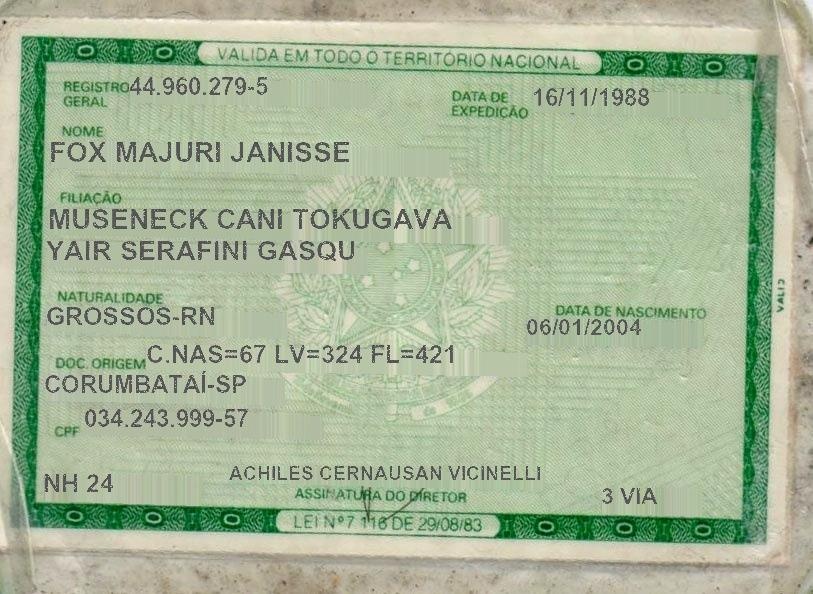 VALIDA EM TODO O TERRITÓRIO NACIONAL
REGISTRO GERAL 44.960.279-5
DATA DE EXPEDIÇÃO 16/11/1988
NOME
FOX MAJURI JANISSE
FILIAÇÃO
MUSENECK CANI TOKUGAVA
YAIR SERAFINI GASQU
NATURALIDADE
GROSSOS-RN
DATA DE NASCIMENTO
06/01/2004
DOC. ORIGEM C.NAS=67 LV=324 FL=421
CORUMBATAÍ-SP
CPF 034.243.999-57
NH 24
ACHILES CERNAUSAN VICINELLI
3 VIA
ASSINATURA DO DIRETOR
LEI Nº 7.116 DE 29/08/83